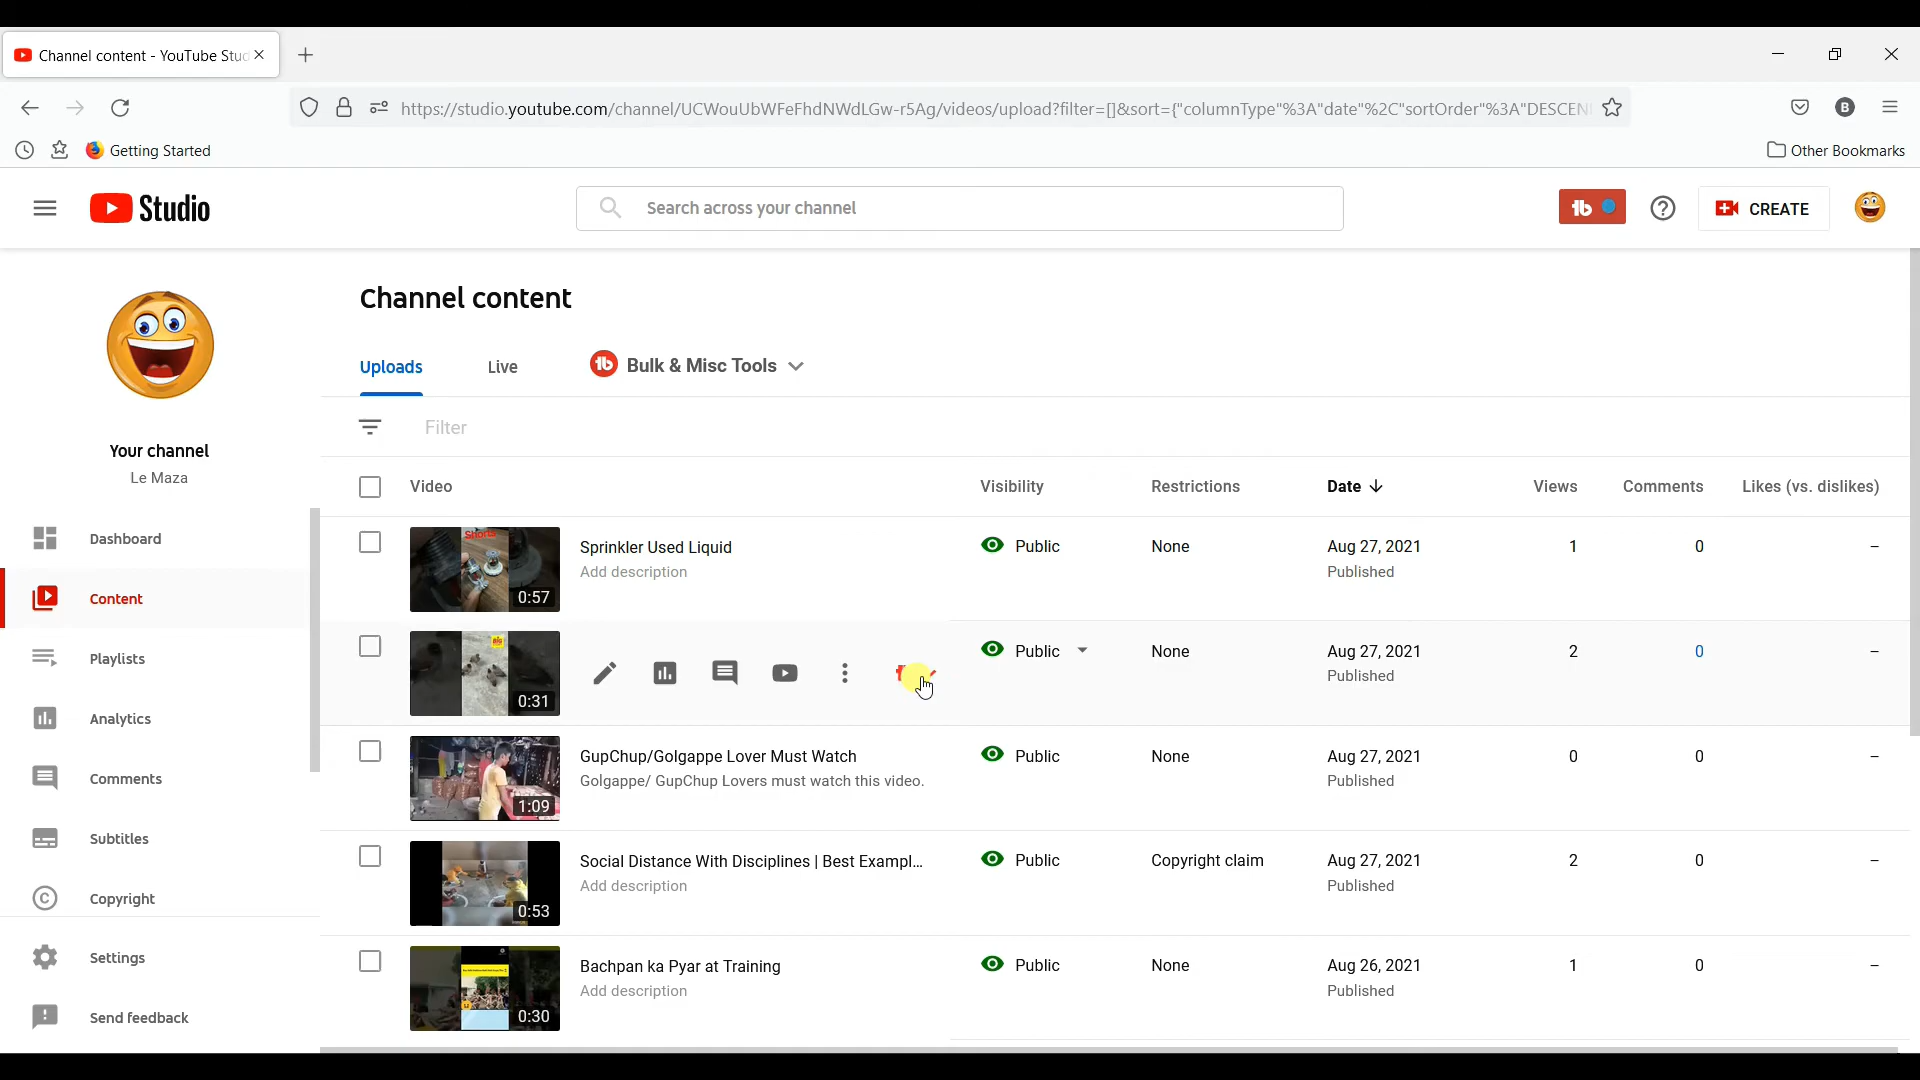 Channel content - YouTube Stud
https://studio.youtube.com/channel/UCWouUbWFeFhdNWdLGw-r5Ag/videos/upload?filter=[]&sort={"columnType"%3A"date"%2C"sortOrder"%3A"DESCEN
B
Getting Started
Other Bookmarks
Studio
Search across your channel
tb
CREATE
Channel content
Uploads
Live
tb Bulk & Misc Tools
Filter
Your channel
Le Maza
Dashboard
Content
Playlists
Analytics
Comments
Subtitles
Copyright
Settings
Send feedback
Video Visibility Restrictions Date Views Comments Likes (vs. dislikes)
Shorts
0:57
Sprinkler Used Liquid Public None Aug 27, 2021 1 0 –
Add description Published
0:31
Public None Aug 27, 2021 2 0 –
Published
1:09
GupChup/Golgappe Lover Must Watch Public None Aug 27, 2021 0 0 –
Golgappe/ GupChup Lovers must watch this video. Published
0:53
Social Distance With Disciplines | Best Exampl... Public Copyright claim Aug 27, 2021 2 0 –
Add description Published
0:30
Bachpan ka Pyar at Training Public None Aug 26, 2021 1 0 –
Add description Published